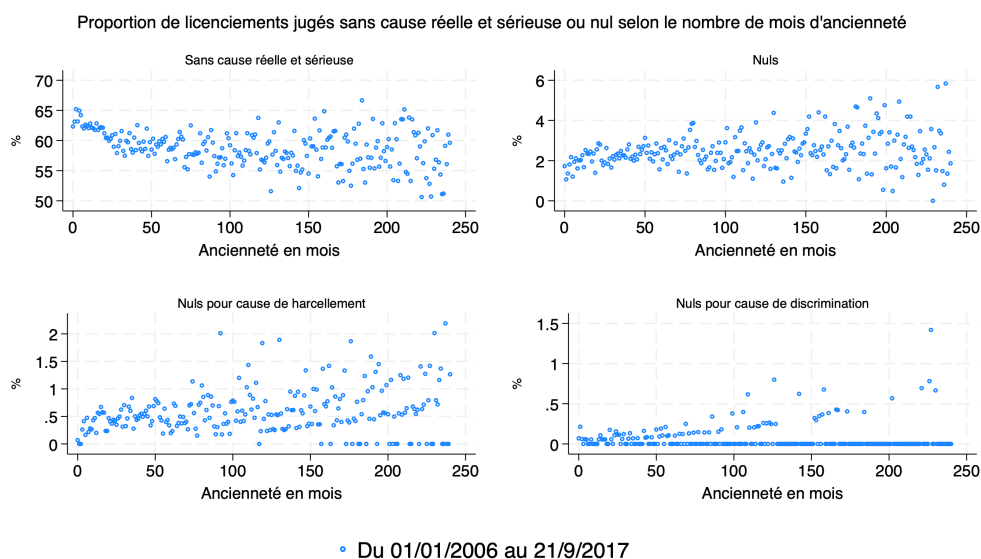 Proportion de licenciements jugés sans cause réelle et sérieuse ou nul selon le nombre de mois d'ancienneté
Sans cause réelle et sérieuse
70
65
60
55
50
%
0 50 100 150 200 250
Ancienneté en mois
Nuls
6
4
2
0
%
0 50 100 150 200 250
Ancienneté en mois
Nuls pour cause de harcellement
2
1.5
1
.5
0
%
0 50 100 150 200 250
Ancienneté en mois
Nuls pour cause de discrimination
1.5
1
.5
0
%
0 50 100 150 200 250
Ancienneté en mois
Du 01/01/2006 au 21/9/2017